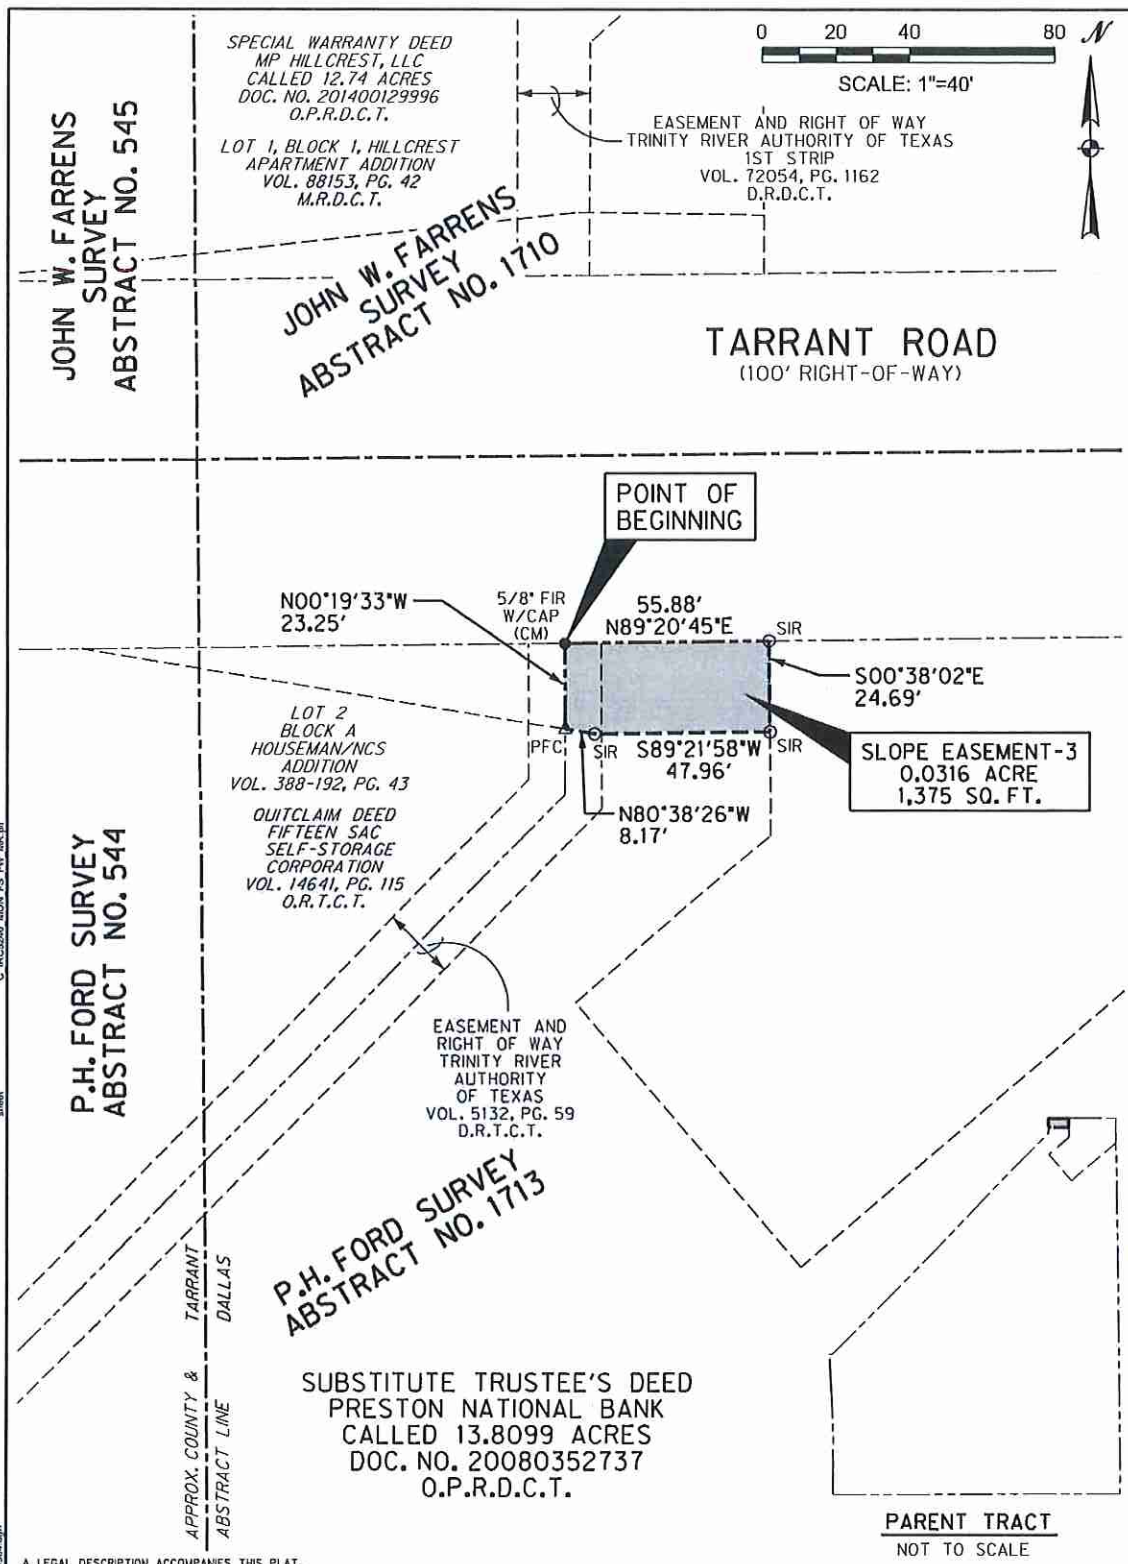 SPECIAL WARRANTY DEED
MP HILLCREST, LLC
CALLED 12.74 ACRES
DOC. NO. 201400129996
O.P.R.D.C.T.
LOT 1, BLOCK 1, HILLCREST
APARTMENT ADDITION
VOL. 88153, PG. 42
M.R.D.C.T.
0 20 40 80
N
SCALE: 1"=40'
EASEMENT AND RIGHT OF WAY
TRINITY RIVER AUTHORITY OF TEXAS
1ST STRIP
VOL. 72054, PG. 1162
D.R.D.C.T.
JOHN W. FARRENS
SURVEY
ABSTRACT NO. 545
JOHN W. FARRENS
SURVEY
ABSTRACT NO. 1710
TARRANT ROAD
(100' RIGHT-OF-WAY)
POINT OF
BEGINNING
N00°19'33"W
23.25'
5/8" FIR
W/CAP
(CM)
55.88'
N89°20'45"E
SIR
S00°38'02"E
24.69'
LOT 2
BLOCK A
HOUSEMAN/NCS
ADDITION
VOL. 388-192, PG. 43
PFC
SIR
S89°21'58"W
47.96'
SIR
SLOPE EASEMENT-3
0.0316 ACRE
1,375 SQ. FT.
N80°38'26"W
8.17'
QUITCLAIM DEED
FIFTEEN SAC
SELF-STORAGE
CORPORATION
VOL. 14641, PG. 115
O.R.T.C.T.
P.H. FORD SURVEY
ABSTRACT NO. 544
EASEMENT AND
RIGHT OF WAY
TRINITY RIVER
AUTHORITY
OF TEXAS
VOL. 5132, PG. 59
D.R.T.C.T.
P.H. FORD SURVEY
ABSTRACT NO. 1713
APPROX. COUNTY & TARRANT
ABSTRACT LINE DALLAS
SUBSTITUTE TRUSTEE'S DEED
PRESTON NATIONAL BANK
CALLED 13.8099 ACRES
DOC. NO. 20080352737
O.P.R.D.C.T.
PARENT TRACT
NOT TO SCALE
A LEGAL DESCRIPTION ACCOMPANIES THIS PLAT